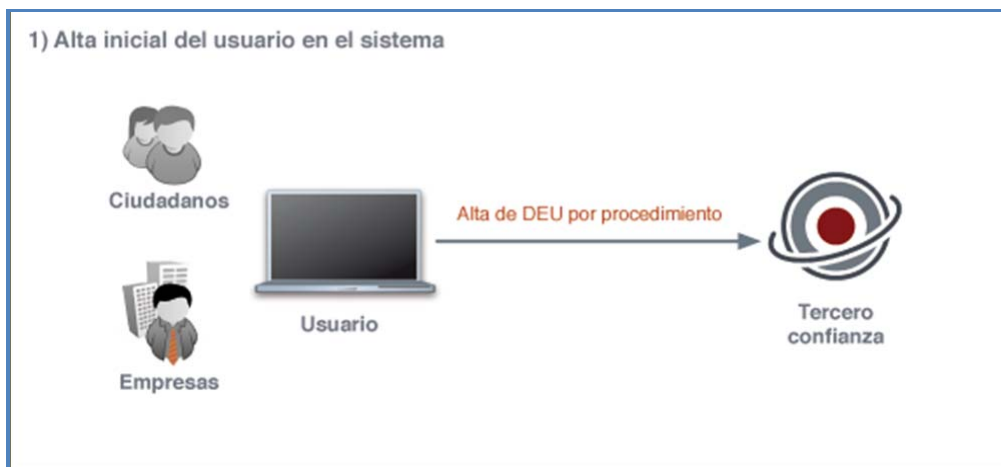 1) Alta inicial del usuario en el sistema
Ciudadanos
Alta de DEU por procedimiento
Usuario
Tercero
confianza
Empresas